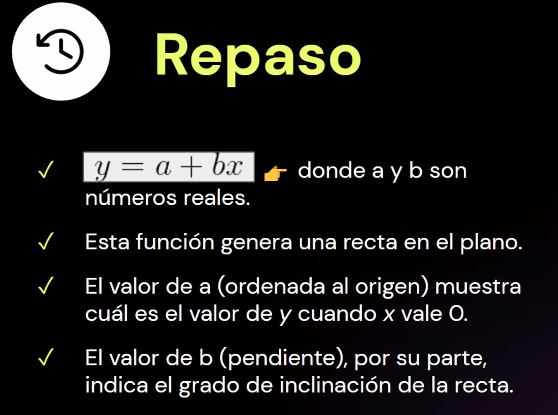 Repaso
✓ y = a + bx 👉 donde a y b son
números reales.
✓ Esta función genera una recta en el plano.
✓ El valor de a (ordenada al origen) muestra
cuál es el valor de y cuando x vale 0.
✓ El valor de b (pendiente), por su parte,
indica el grado de inclinación de la recta.